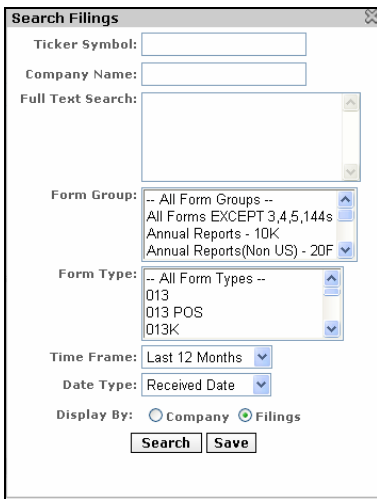 Search Filings
Ticker Symbol:
Company Name:
Full Text Search:
Form Group:
-- All Form Groups --
All Forms EXCEPT 3,4,5,144s
Annual Reports - 10K
Annual Reports(Non US) - 20F
Form Type:
-- All Form Types --
013
013 POS
013K
Time Frame: Last 12 Months
Date Type: Received Date
Display By: Company Filings
Search Save